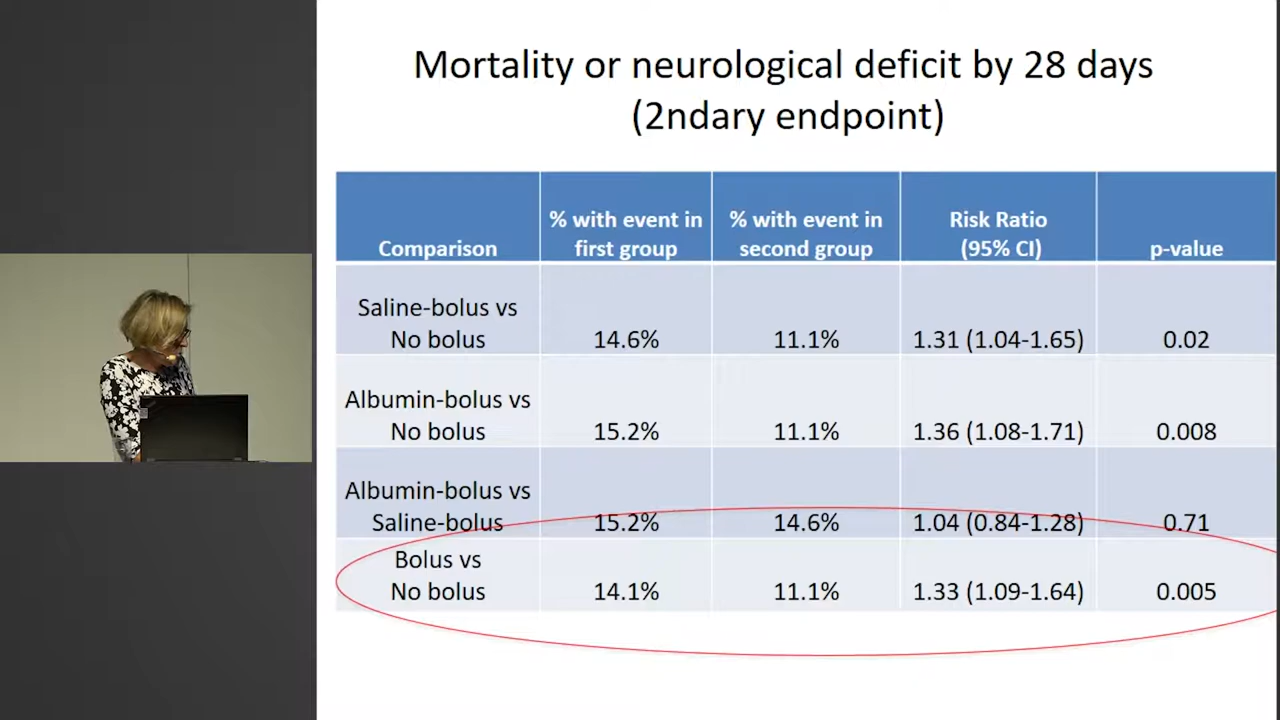 Mortality or neurological deficit by 28 days
(2ndary endpoint)
Comparison
% with event in
first group
% with event in
second group
Risk Ratio
(95% CI)
p-value
Saline-bolus vs
No bolus
14.6%
11.1%
1.31 (1.04-1.65)
0.02
Albumin-bolus vs
No bolus
15.2%
11.1%
1.36 (1.08-1.71)
0.008
Albumin-bolus vs
Saline-bolus
15.2%
14.6%
1.04 (0.84-1.28)
0.71
Bolus vs
No bolus
14.1%
11.1%
1.33 (1.09-1.64)
0.005